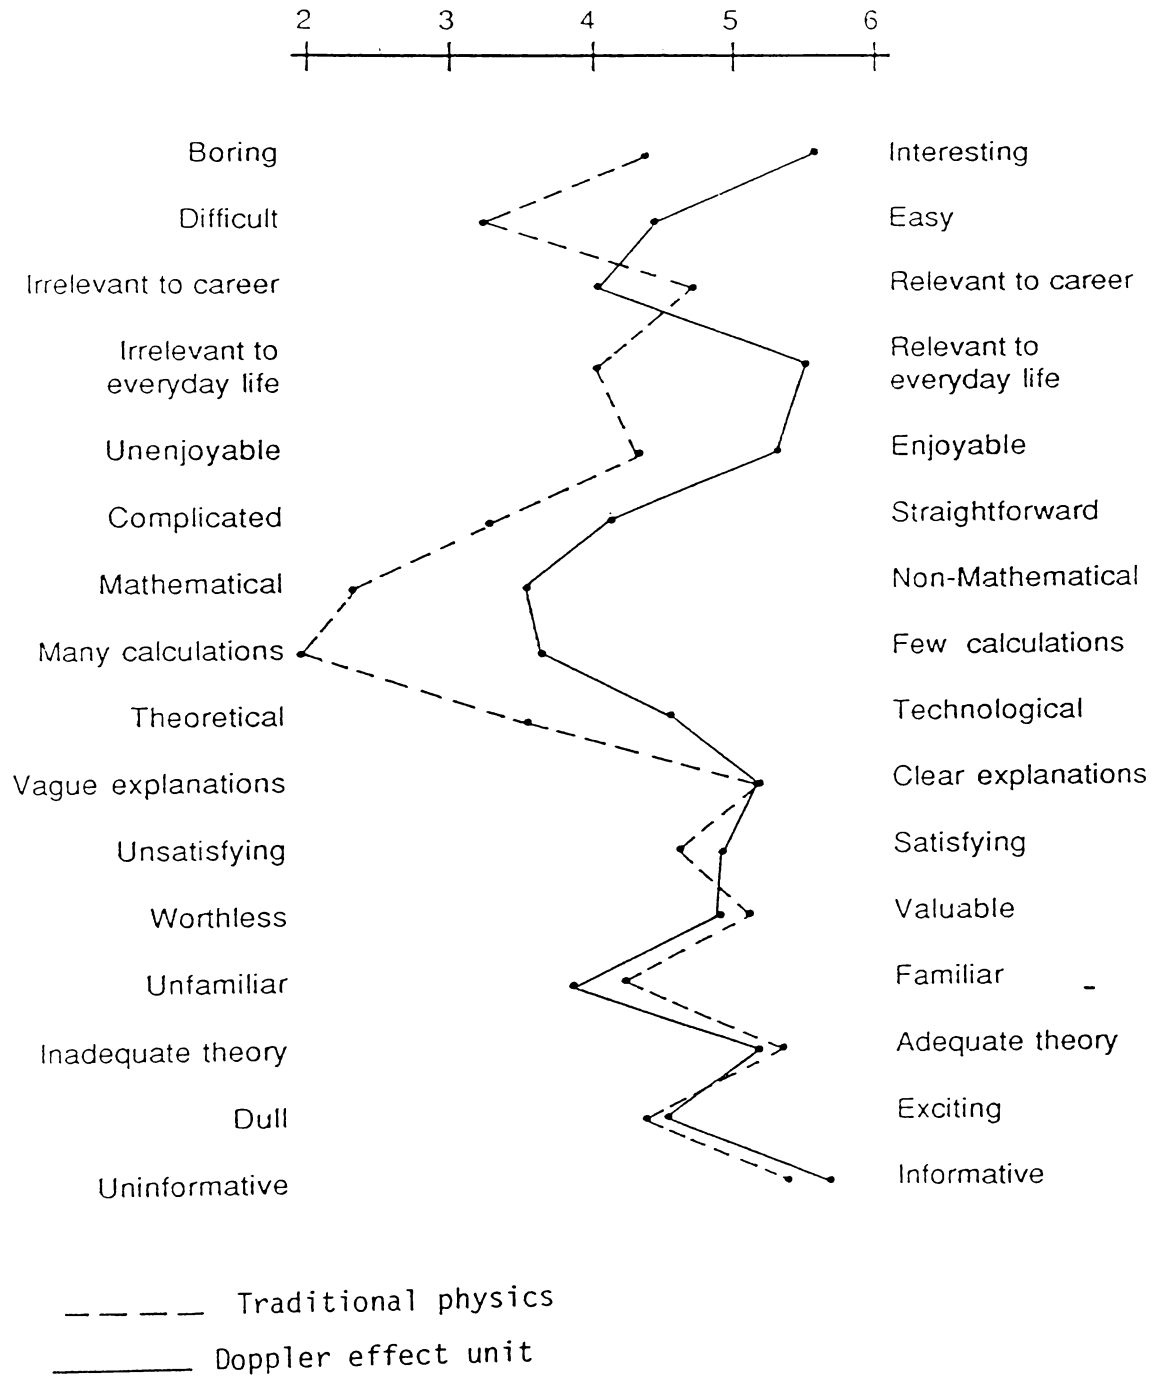 2 3 4 5 6
Boring Interesting
Difficult Easy
Irrelevant to career Relevant to career
Irrelevant to Relevant to
everyday life everyday life
Unenjoyable Enjoyable
Complicated Straightforward
Mathematical Non-Mathematical
Many calculations Few calculations
Theoretical Technological
Vague explanations Clear explanations
Unsatisfying Satisfying
Worthless Valuable
Unfamiliar Familiar
Inadequate theory Adequate theory
Dull Exciting
Uninformative Informative
Traditional physics
Doppler effect unit